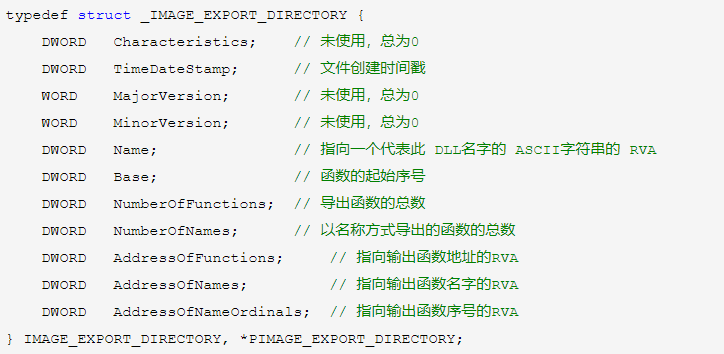 typedef struct _IMAGE_EXPORT_DIRECTORY {
    DWORD   Characteristics;    // 未使用，总为0
    DWORD   TimeDateStamp;      // 文件创建时间戳
    WORD    MajorVersion;       // 未使用，总为0
    WORD    MinorVersion;       // 未使用，总为0
    DWORD   Name;               // 指向一个代表此 DLL名字的 ASCII字符串的 RVA
    DWORD   Base;               // 函数的起始序号
    DWORD   NumberOfFunctions;  // 导出函数的总数
    DWORD   NumberOfNames;      // 以名称方式导出的函数的总数
    DWORD   AddressOfFunctions;     // 指向输出函数地址的RVA
    DWORD   AddressOfNames;         // 指向输出函数名字的RVA
    DWORD   AddressOfNameOrdinals;  // 指向输出函数序号的RVA
} IMAGE_EXPORT_DIRECTORY, *PIMAGE_EXPORT_DIRECTORY;